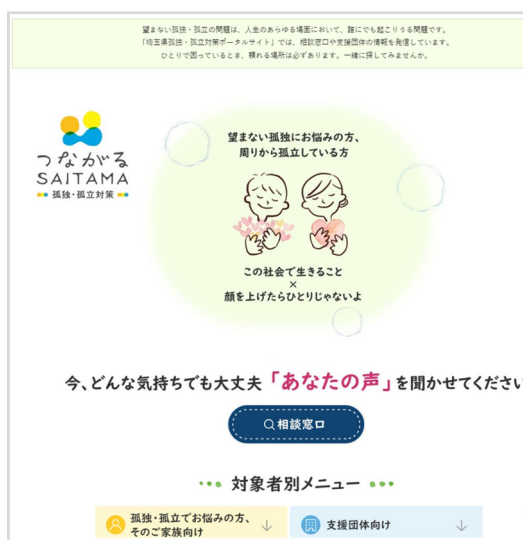 望まない孤独・孤立の問題は、人生のあらゆる場面において、誰にでも起こりうる問題です。
「埼玉県孤独・孤立対策ポータルサイト」では、相談窓口や支援団体の情報を発信しています。
ひとりで困っているとき、頼れる場所は必ずあります。一緒に探してみませんか。
つながる
SAITAMA
孤独・孤立対策
望まない孤独にお悩みの方、
周りから孤立している方
この社会で生きること
×
顔を上げたらひとりじゃないよ
今、どんな気持ちでも大丈夫「あなたの声」を聞かせてください
相談窓口
対象者別メニュー
孤独・孤立でお悩みの方、
そのご家族向け
支援団体向け